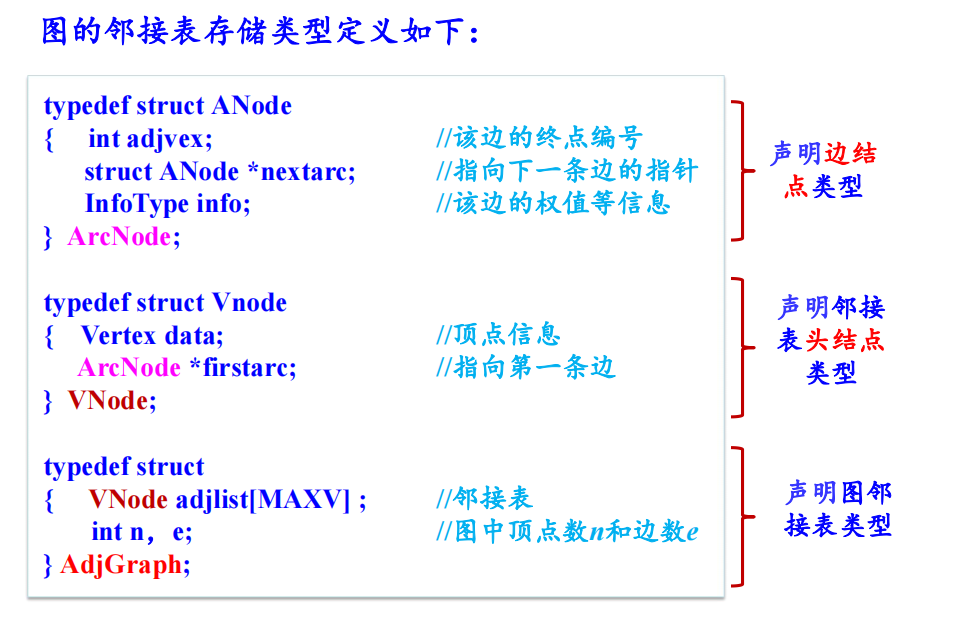 图的邻接表存储类型定义如下：
typedef struct ANode
{ int adjvex; //该边的终点编号
struct ANode *nextarc; //指向下一条边的指针
InfoType info; //该边的权值等信息
} ArcNode;
声明边结
点类型
typedef struct Vnode
{ Vertex data; //顶点信息
ArcNode *firstarc; //指向第一条边
} VNode;
声明邻接
表头结点
类型
typedef struct
{ VNode adjlist[MAXV] ; //邻接表
int n，e; //图中顶点数n和边数e
} AdjGraph;
声明图邻
接表类型